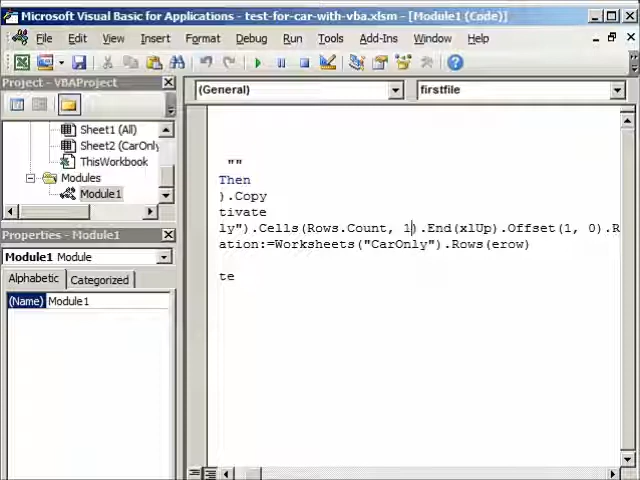 Microsoft Visual Basic for Applications - test-for-car-with-vba.xlsm - [Module1 (Code)]
File Edit View Insert Format Debug Run Tools Add-Ins Window Help
Project - VBAProject
(General) firstfile
Sheet1 (All)
Sheet2 (CarOnly
ThisWorkbook
Modules
Module1
""
Then
).Copy
tivate
ly").Cells(Rows.Count, 1).End(xlUp).Offset(1, 0).R
ation:=Worksheets("CarOnly").Rows(erow)
te
Properties - Module1
Module1 Module
Alphabetic Categorized
(Name) Module1